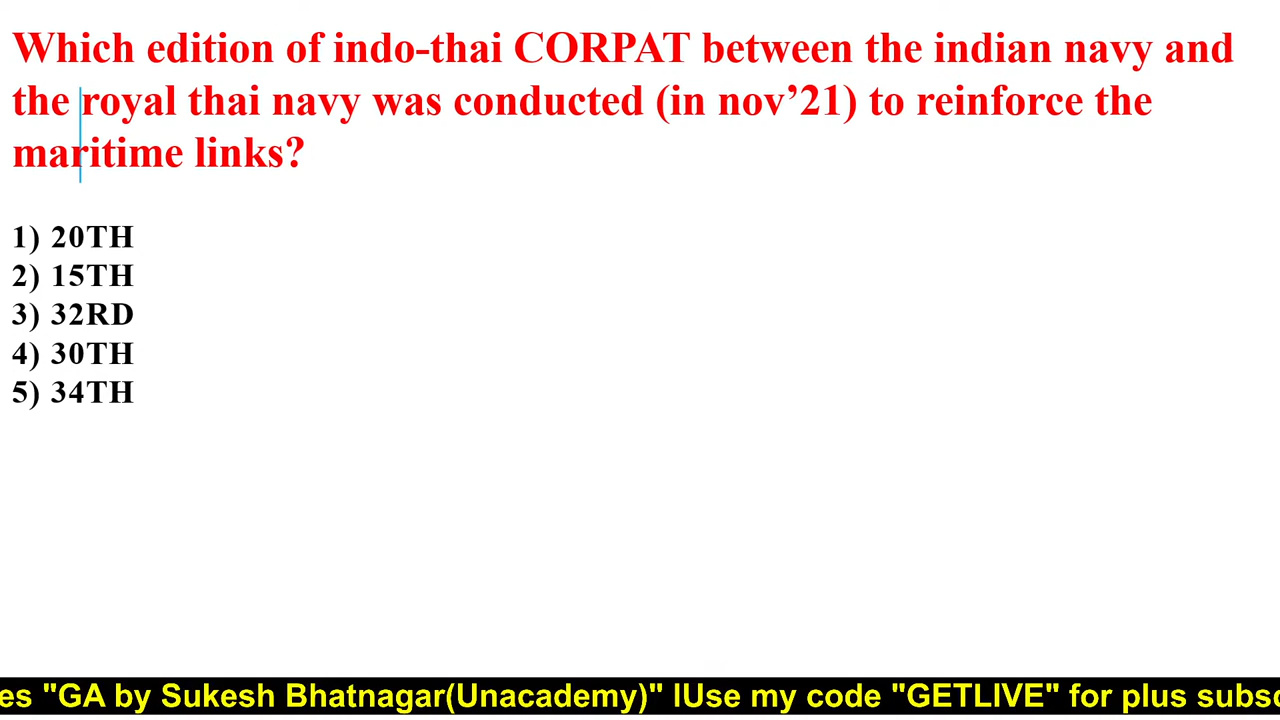 Which edition of indo-thai CORPAT between the indian navy and
the royal thai navy was conducted (in nov’21) to reinforce the
maritime links?
1) 20TH
2) 15TH
3) 32RD
4) 30TH
5) 34TH
es "GA by Sukesh Bhatnagar(Unacademy)" lUse my code "GETLIVE" for plus subsc